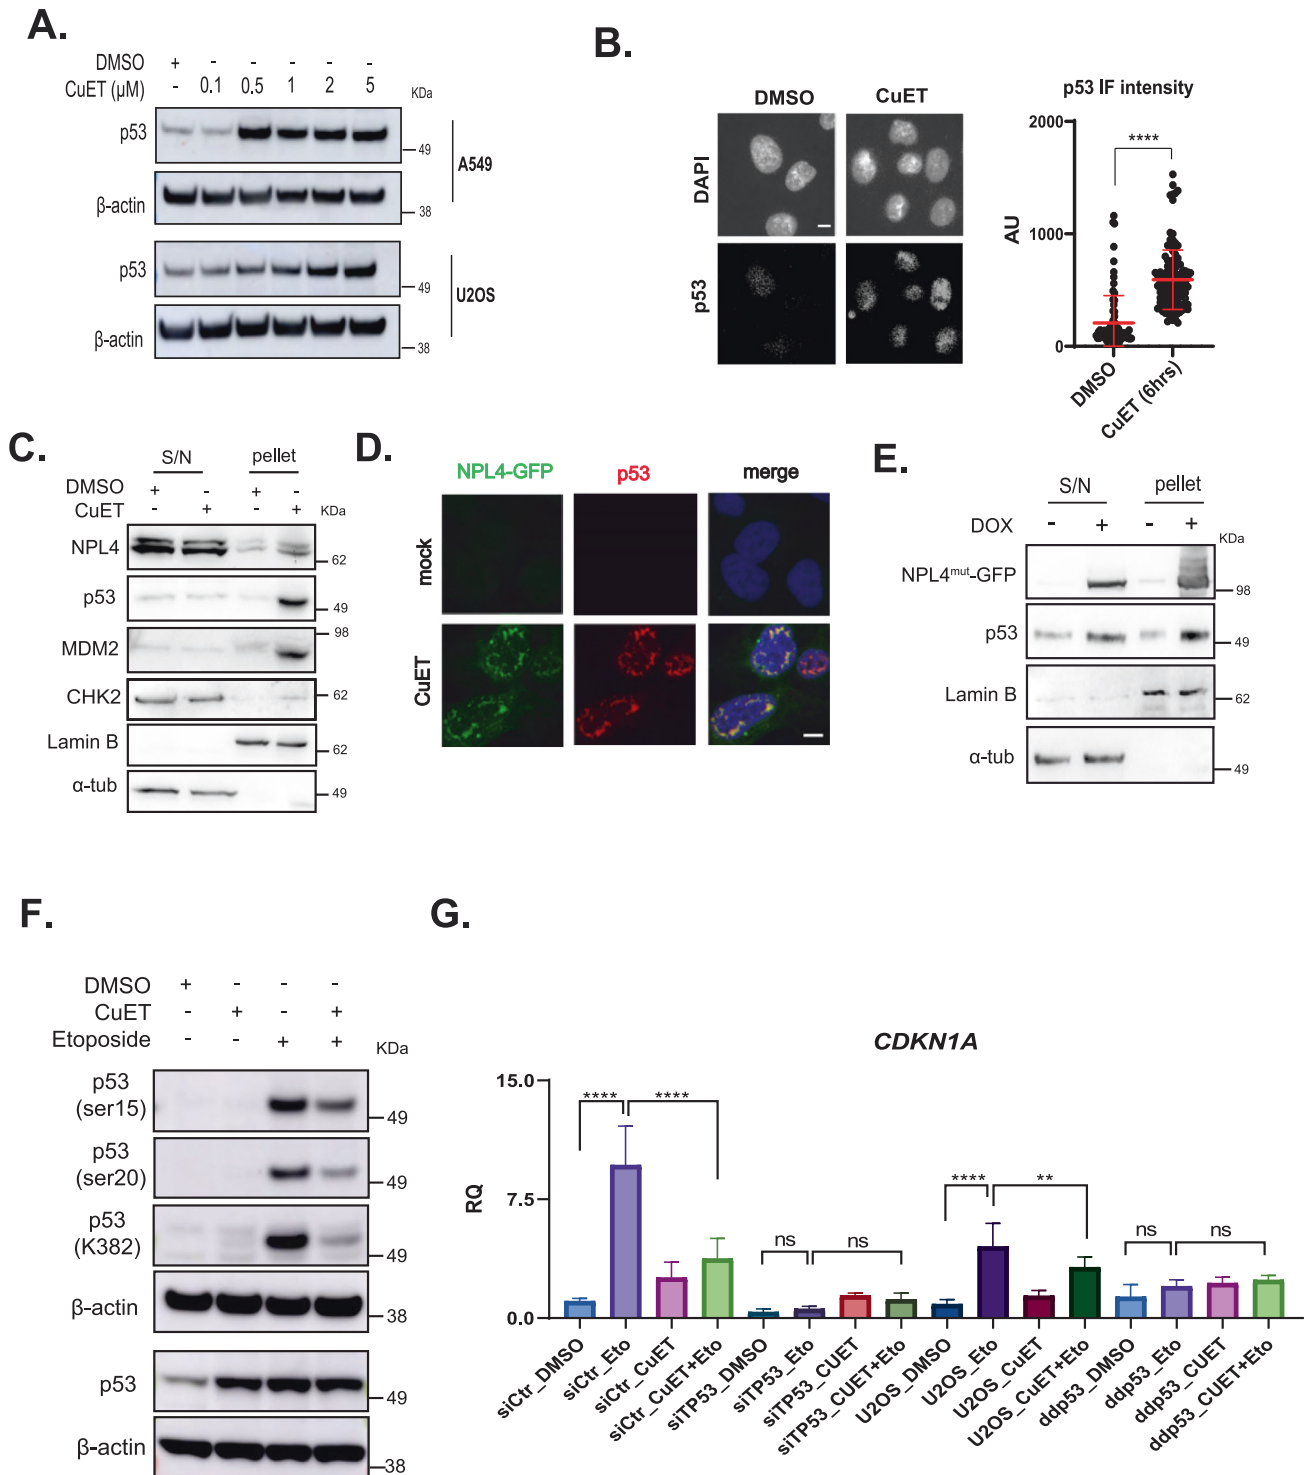 A.
DMSO + - - - - -
CuET (µM) - 0.1 0.5 1 2 5 KDa
p53
49
A549
β-actin
38
p53
49
U2OS
β-actin
38
B.
DMSO CuET
DAPI
p53
p53 IF intensity
2000
****
AU
1000
0
DMSO
CuET (6hrs)
C.
S/N pellet
DMSO + - + -
CuET - + - + KDa
NPL4
62
p53
49
98
MDM2
CHK2 62
Lamin B
62
α-tub
49
D.
NPL4-GFP p53 merge
mock
CuET
E.
S/N pellet
DOX - + - +
KDa
NPL4mut-GFP
98
p53
49
Lamin B
62
α-tub
49
F.
DMSO + - - -
CuET - + - +
Etoposide - - + + KDa
p53
(ser15)
49
p53
(ser20)
49
p53
(K382)
49
β-actin
38
p53
49
β-actin
38
G.
CDKN1A
15.0
7.5
0.0
RQ
**** ****
ns ns
**** **
ns ns
siCtr_DMSO
siCtr_Eto
siCtr_CuET
siCtr_CuET+Eto
siTP53_DMSO
siTP53_Eto
siTP53_CUET
siTP53_CUET+Eto
U2OS_DMSO
U2OS_Eto
U2OS_CuET
U2OS_CuET+Eto
ddp53_DMSO
ddp53_Eto
ddp53_CUET
ddp53_CUET+Eto